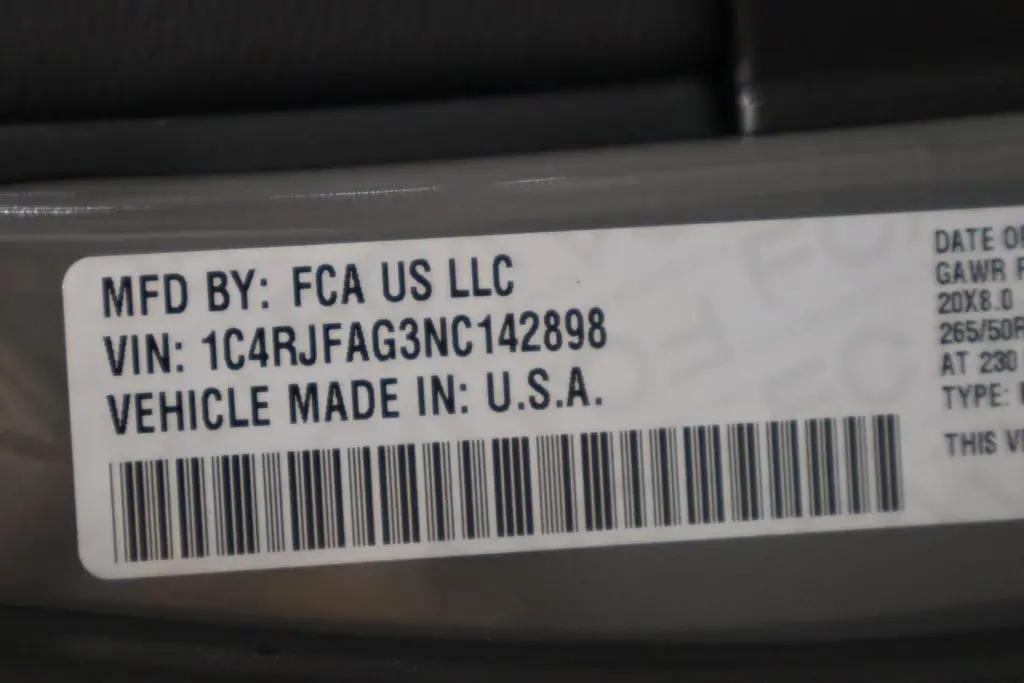 MFD BY: FCA US LLC
VIN: 1C4RJFAG3NC142898
VEHICLE MADE IN: U.S.A.
DATE
GAWR
20X8.0
265/50
AT 230
TYPE:
THIS